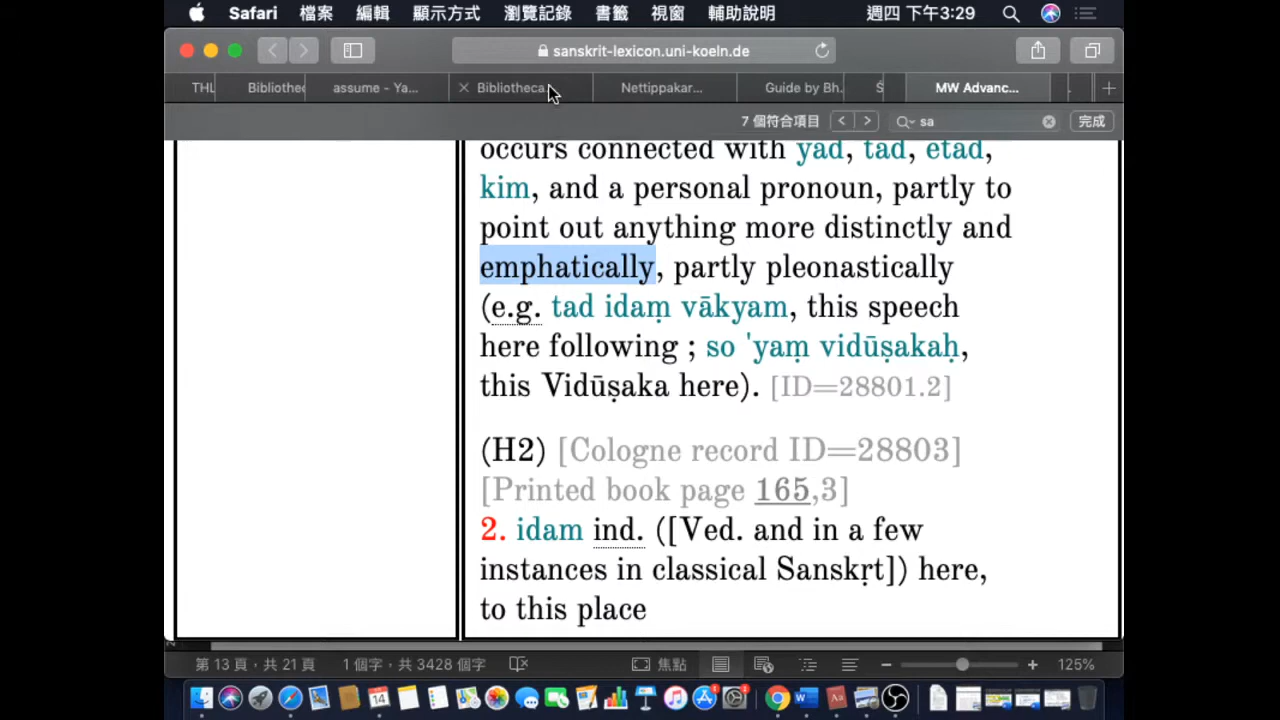 Safari 檔案 編輯 顯示方式 瀏覽記錄 書籤 視窗 輔助說明 週四 下午3:29
sanskrit-lexicon.uni-koeln.de
THL Bibliothec assume - Ya... Bibliotheca Nettippakar... Guide by Bh. Ś MW Advanc...
7 個符合項目 sa 完成
occurs connected with yad, tad, etad,
kim, and a personal pronoun, partly to
point out anything more distinctly and
emphatically, partly pleonastically
(e.g. tad idaṃ vākyam, this speech
here following ; so 'yaṃ vidūṣakaḥ,
this Vidūṣaka here). [ID=28801.2]
(H2) [Cologne record ID=28803]
[Printed book page 165,3]
2. idam ind. ([Ved. and in a few
instances in classical Sanskṛt]) here,
to this place
第 13 頁，共 21 頁 1 個字，共 3428 個字 焦點 125%
14